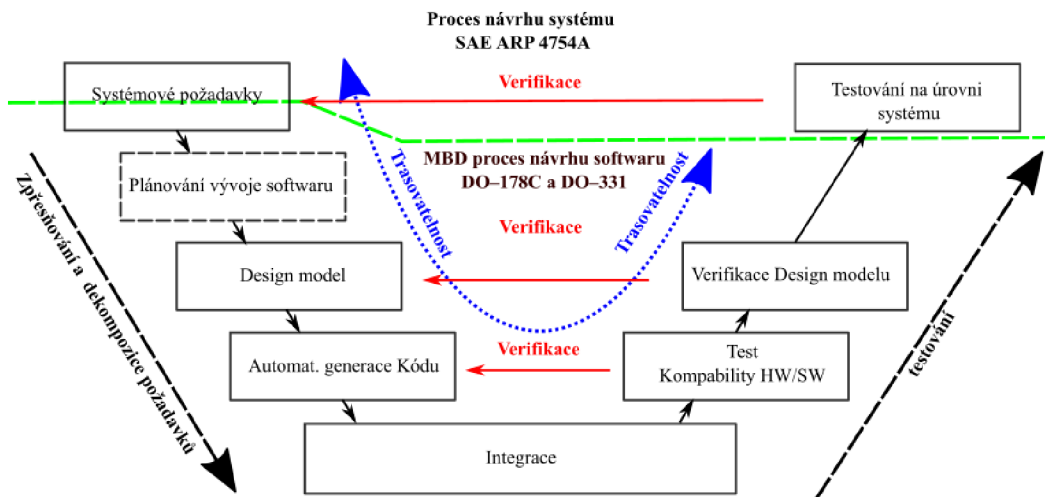 Proces návrhu systému
SAE ARP 4754A
Systémové požadavky
Verifikace
Testování na úrovni
systému
Plánování vývoje softwaru
MBD proces návrhu softwaru
DO–178C a DO–331
Trasovatelnost
Trasovatelnost
Verifikace
Zpřesňování a dekompozice požadavků
Design model
Verifikace Design modelu
testování
Automat. generace Kódu
Verifikace
Test
Kompability HW/SW
Integrace